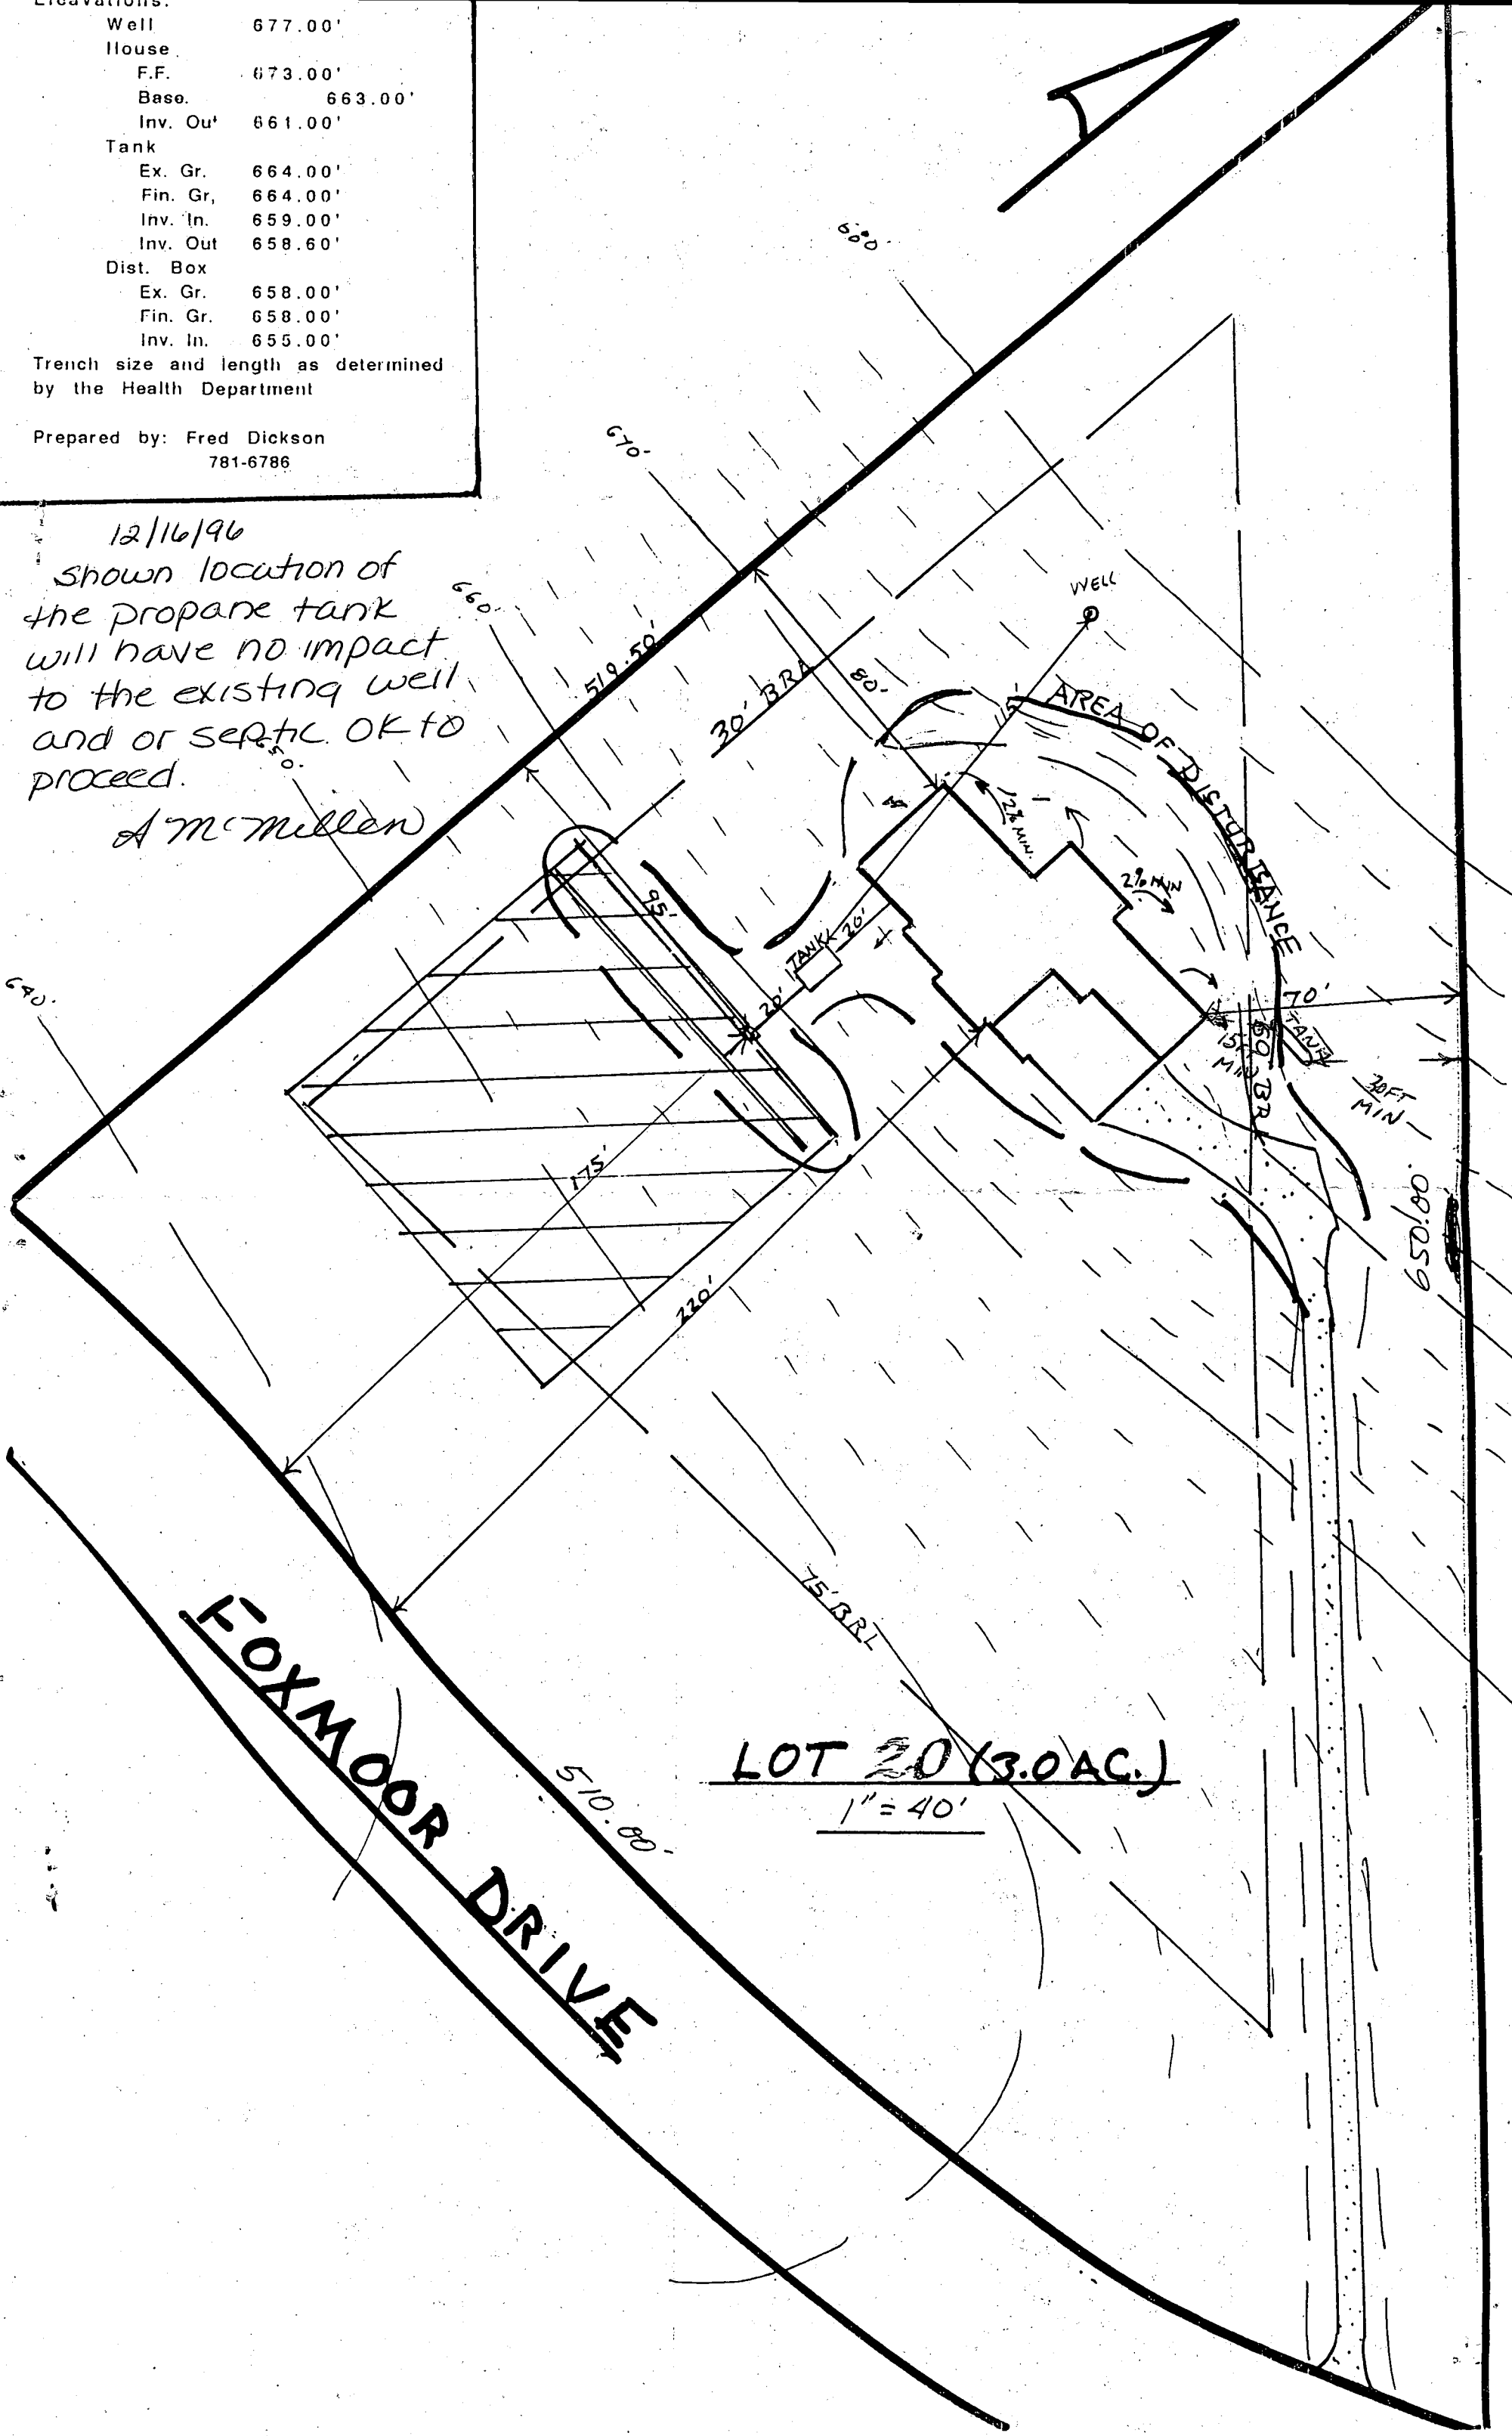 Well 677.00'
House
F.F. 673.00'
Base. 663.00'
Inv. Out 661.00'
Tank
Ex. Gr. 664.00'
Fin. Gr, 664.00'
Inv. In. 659.00'
Inv. Out 658.60'
Dist. Box
Ex. Gr. 658.00'
Fin. Gr. 658.00'
Inv. In. 655.00'
Trench size and length as determined
by the Health Department
Prepared by: Fred Dickson
781-6786
12/16/96
Shown location of
the propane tank
will have no impact
to the existing well
and or septic. OK to
proceed.
A McMillen
680'
670'
660'
640'
519.50'
30' BRL
80'
WELL
115'
AREA OF DISTURBANCE
12% MIN.
2% MIN
95'
TANK
20'
20'
70'
TANK
15FT
MIN
60' BRL
30FT
MIN
650.00'
175'
220'
75' BRL
FOXMOOR DRIVE
510.00'
LOT 20 (3.0 AC.)
1" = 40'